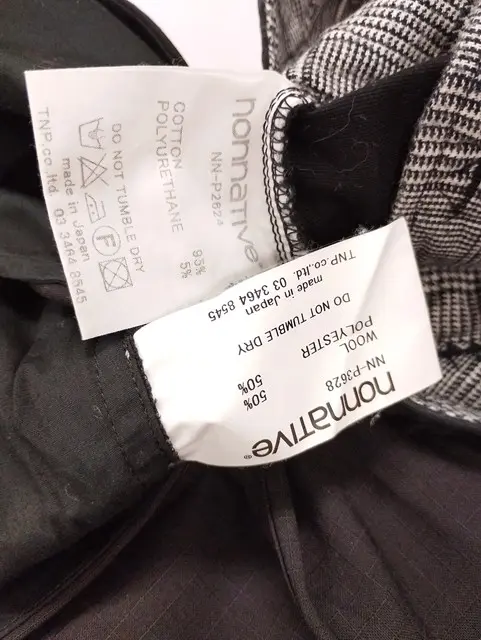 nonnative
NN-P2624
COTTON 95%
POLYURETHANE 5%
DO NOT TUMBLE DRY
F
made in Japan
TNP.co.ltd. 03 3464 8545
nonnative®
NN-P3628
WOOL 50%
POLYESTER 50%
DO NOT TUMBLE DRY
made in Japan
TNP.co.ltd. 03 3464 8545